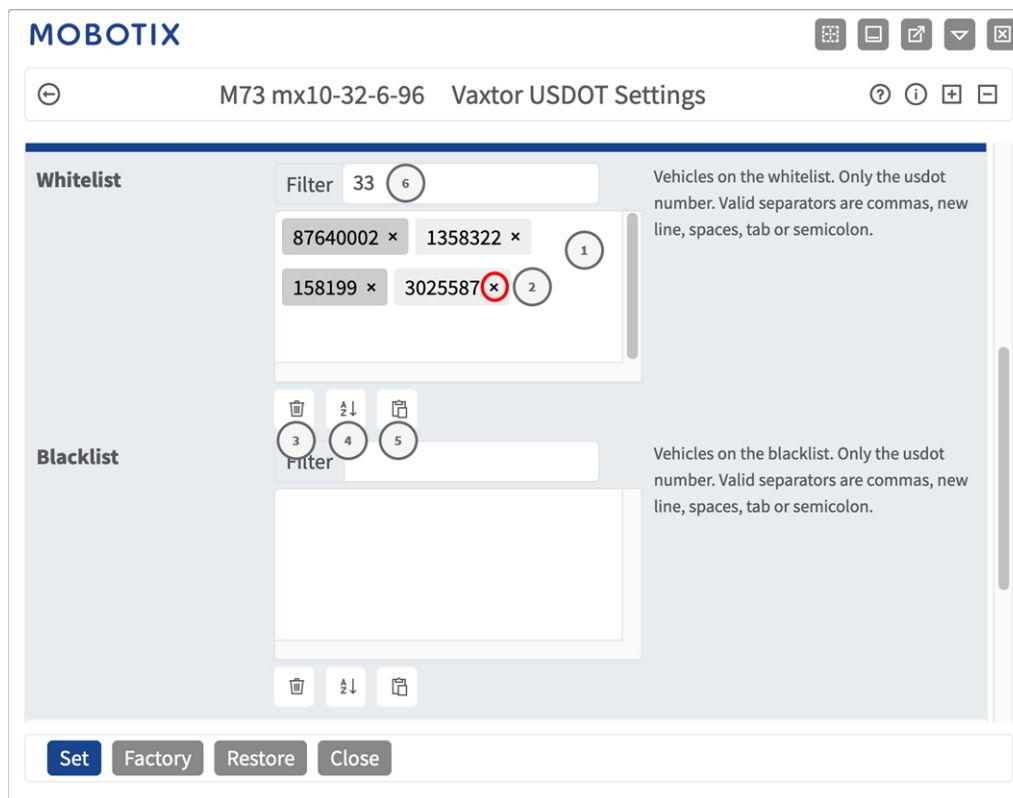 MOBOTIX
M73 mx10-32-6-96 Vaxtor USDOT Settings
Whitelist
Filter 33 6
Vehicles on the whitelist. Only the usdot
number. Valid separators are commas, new
line, spaces, tab or semicolon.
87640002 × 1358322 ×
1
158199 × 3025587 × 2
3 4 5
Blacklist
Filter
Vehicles on the blacklist. Only the usdot
number. Valid separators are commas, new
line, spaces, tab or semicolon.
Set Factory Restore Close